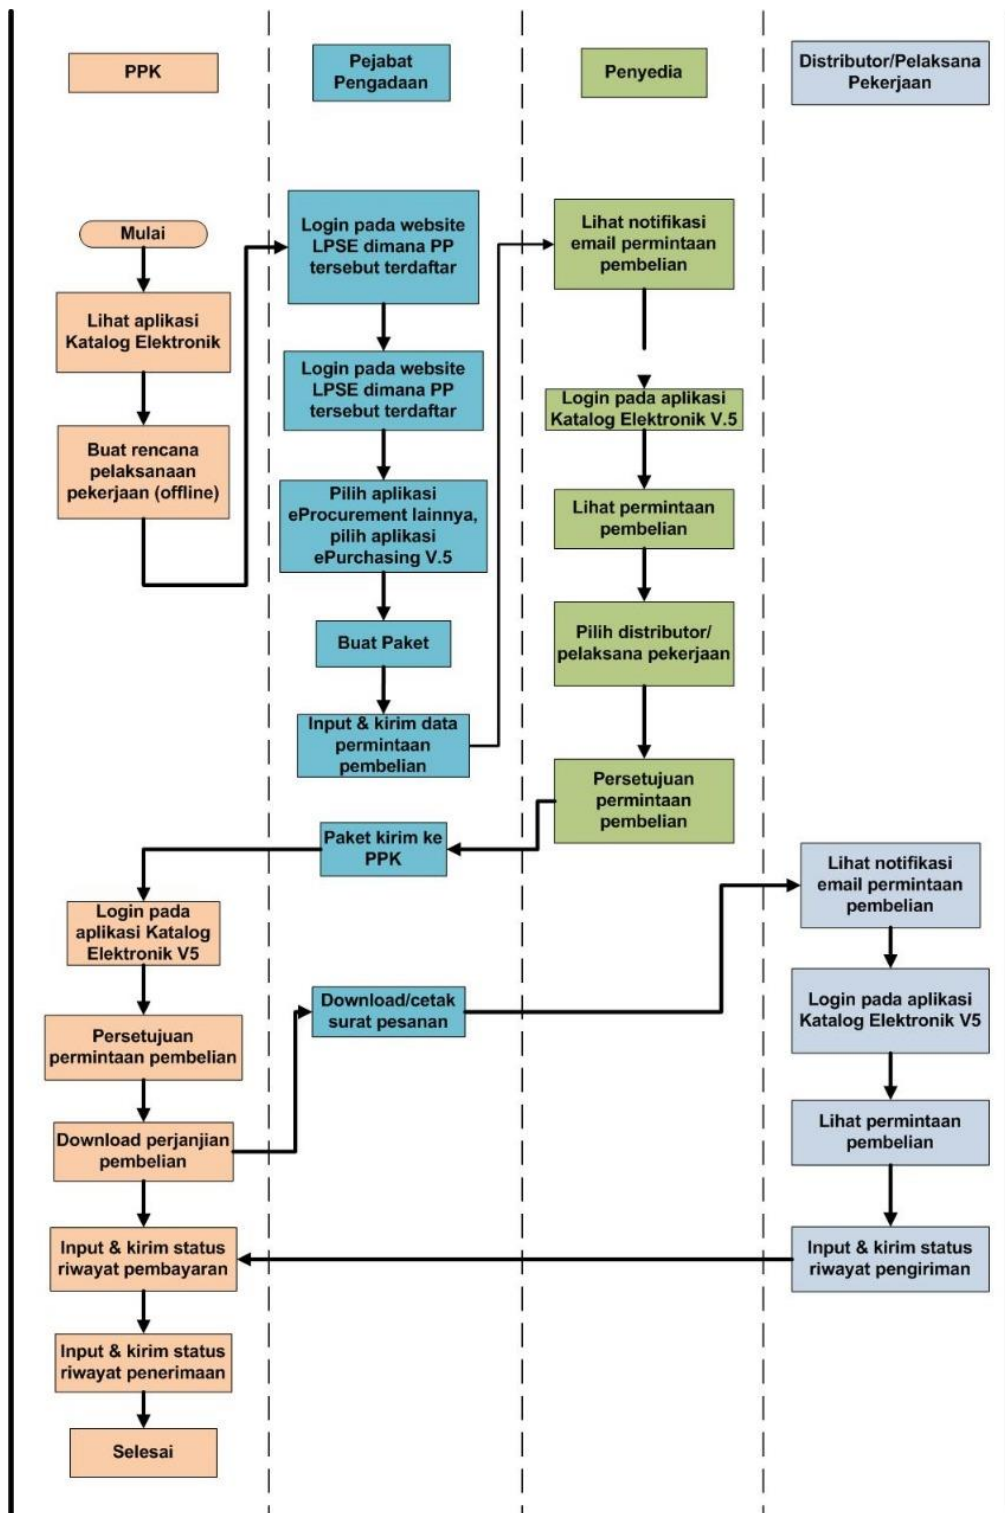 PPK
Pejabat
Pengadaan
Penyedia
Distributor/Pelaksana
Pekerjaan
Mulai
Lihat aplikasi
Katalog Elektronik
Buat rencana
pelaksanaan
pekerjaan (offline)
Login pada website
LPSE dimana PP
tersebut terdaftar
Login pada website
LPSE dimana PP
tersebut terdaftar
Pilih aplikasi
eProcurement lainnya,
pilih aplikasi
ePurchasing V.5
Buat Paket
Input & kirim data
permintaan
pembelian
Lihat notifikasi
email permintaan
pembelian
Login pada aplikasi
Katalog Elektronik V.5
Lihat permintaan
pembelian
Pilih distributor/
pelaksana pekerjaan
Persetujuan
permintaan
pembelian
Paket kirim ke
PPK
Login pada
aplikasi Katalog
Elektronik V5
Persetujuan
permintaan pembelian
Download perjanjian
pembelian
Download/cetak
surat pesanan
Lihat notifikasi
email permintaan
pembelian
Login pada aplikasi
Katalog Elektronik V5
Lihat permintaan
pembelian
Input & kirim status
riwayat pengiriman
Input & kirim status
riwayat pembayaran
Input & kirim status
riwayat penerimaan
Selesai